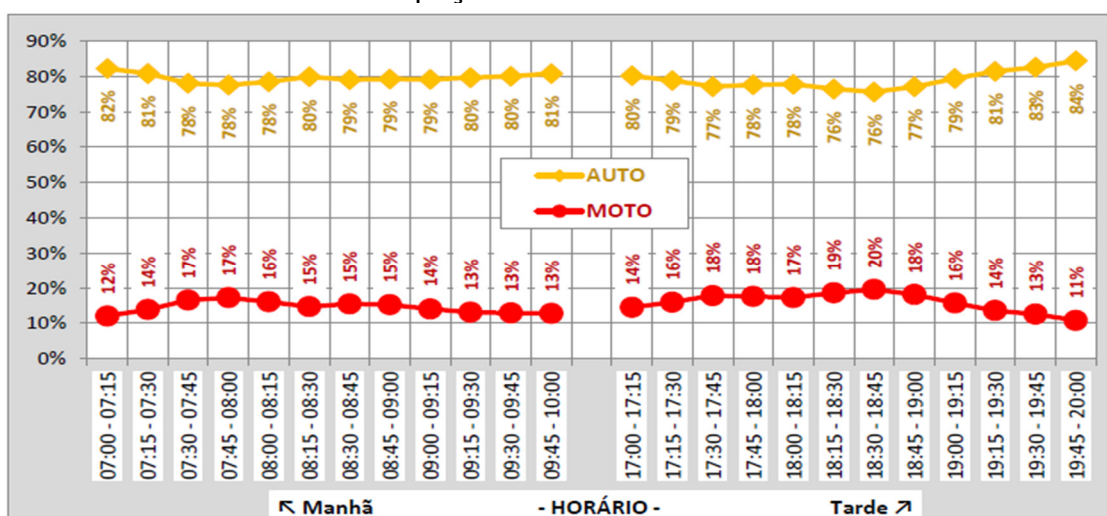 90%
80%
70%
60%
50%
40%
30%
20%
10%
0%
82% 81% 78% 78% 78% 80% 79% 79% 79% 80% 80% 81% 80% 79% 77% 78% 78% 76% 76% 77% 79% 81% 83% 84%
AUTO
MOTO
12% 14% 17% 17% 16% 15% 15% 15% 14% 13% 13% 13% 14% 16% 18% 18% 17% 19% 20% 18% 16% 14% 13% 11%
07:00 - 07:15
07:15 - 07:30
07:30 - 07:45
07:45 - 08:00
08:00 - 08:15
08:15 - 08:30
08:30 - 08:45
08:45 - 09:00
09:00 - 09:15
09:15 - 09:30
09:30 - 09:45
09:45 - 10:00
17:00 - 17:15
17:15 - 17:30
17:30 - 17:45
17:45 - 18:00
18:00 - 18:15
18:15 - 18:30
18:30 - 18:45
18:45 - 19:00
19:00 - 19:15
19:15 - 19:30
19:30 - 19:45
19:45 - 20:00
↖ Manhã - HORÁRIO - Tarde ↗